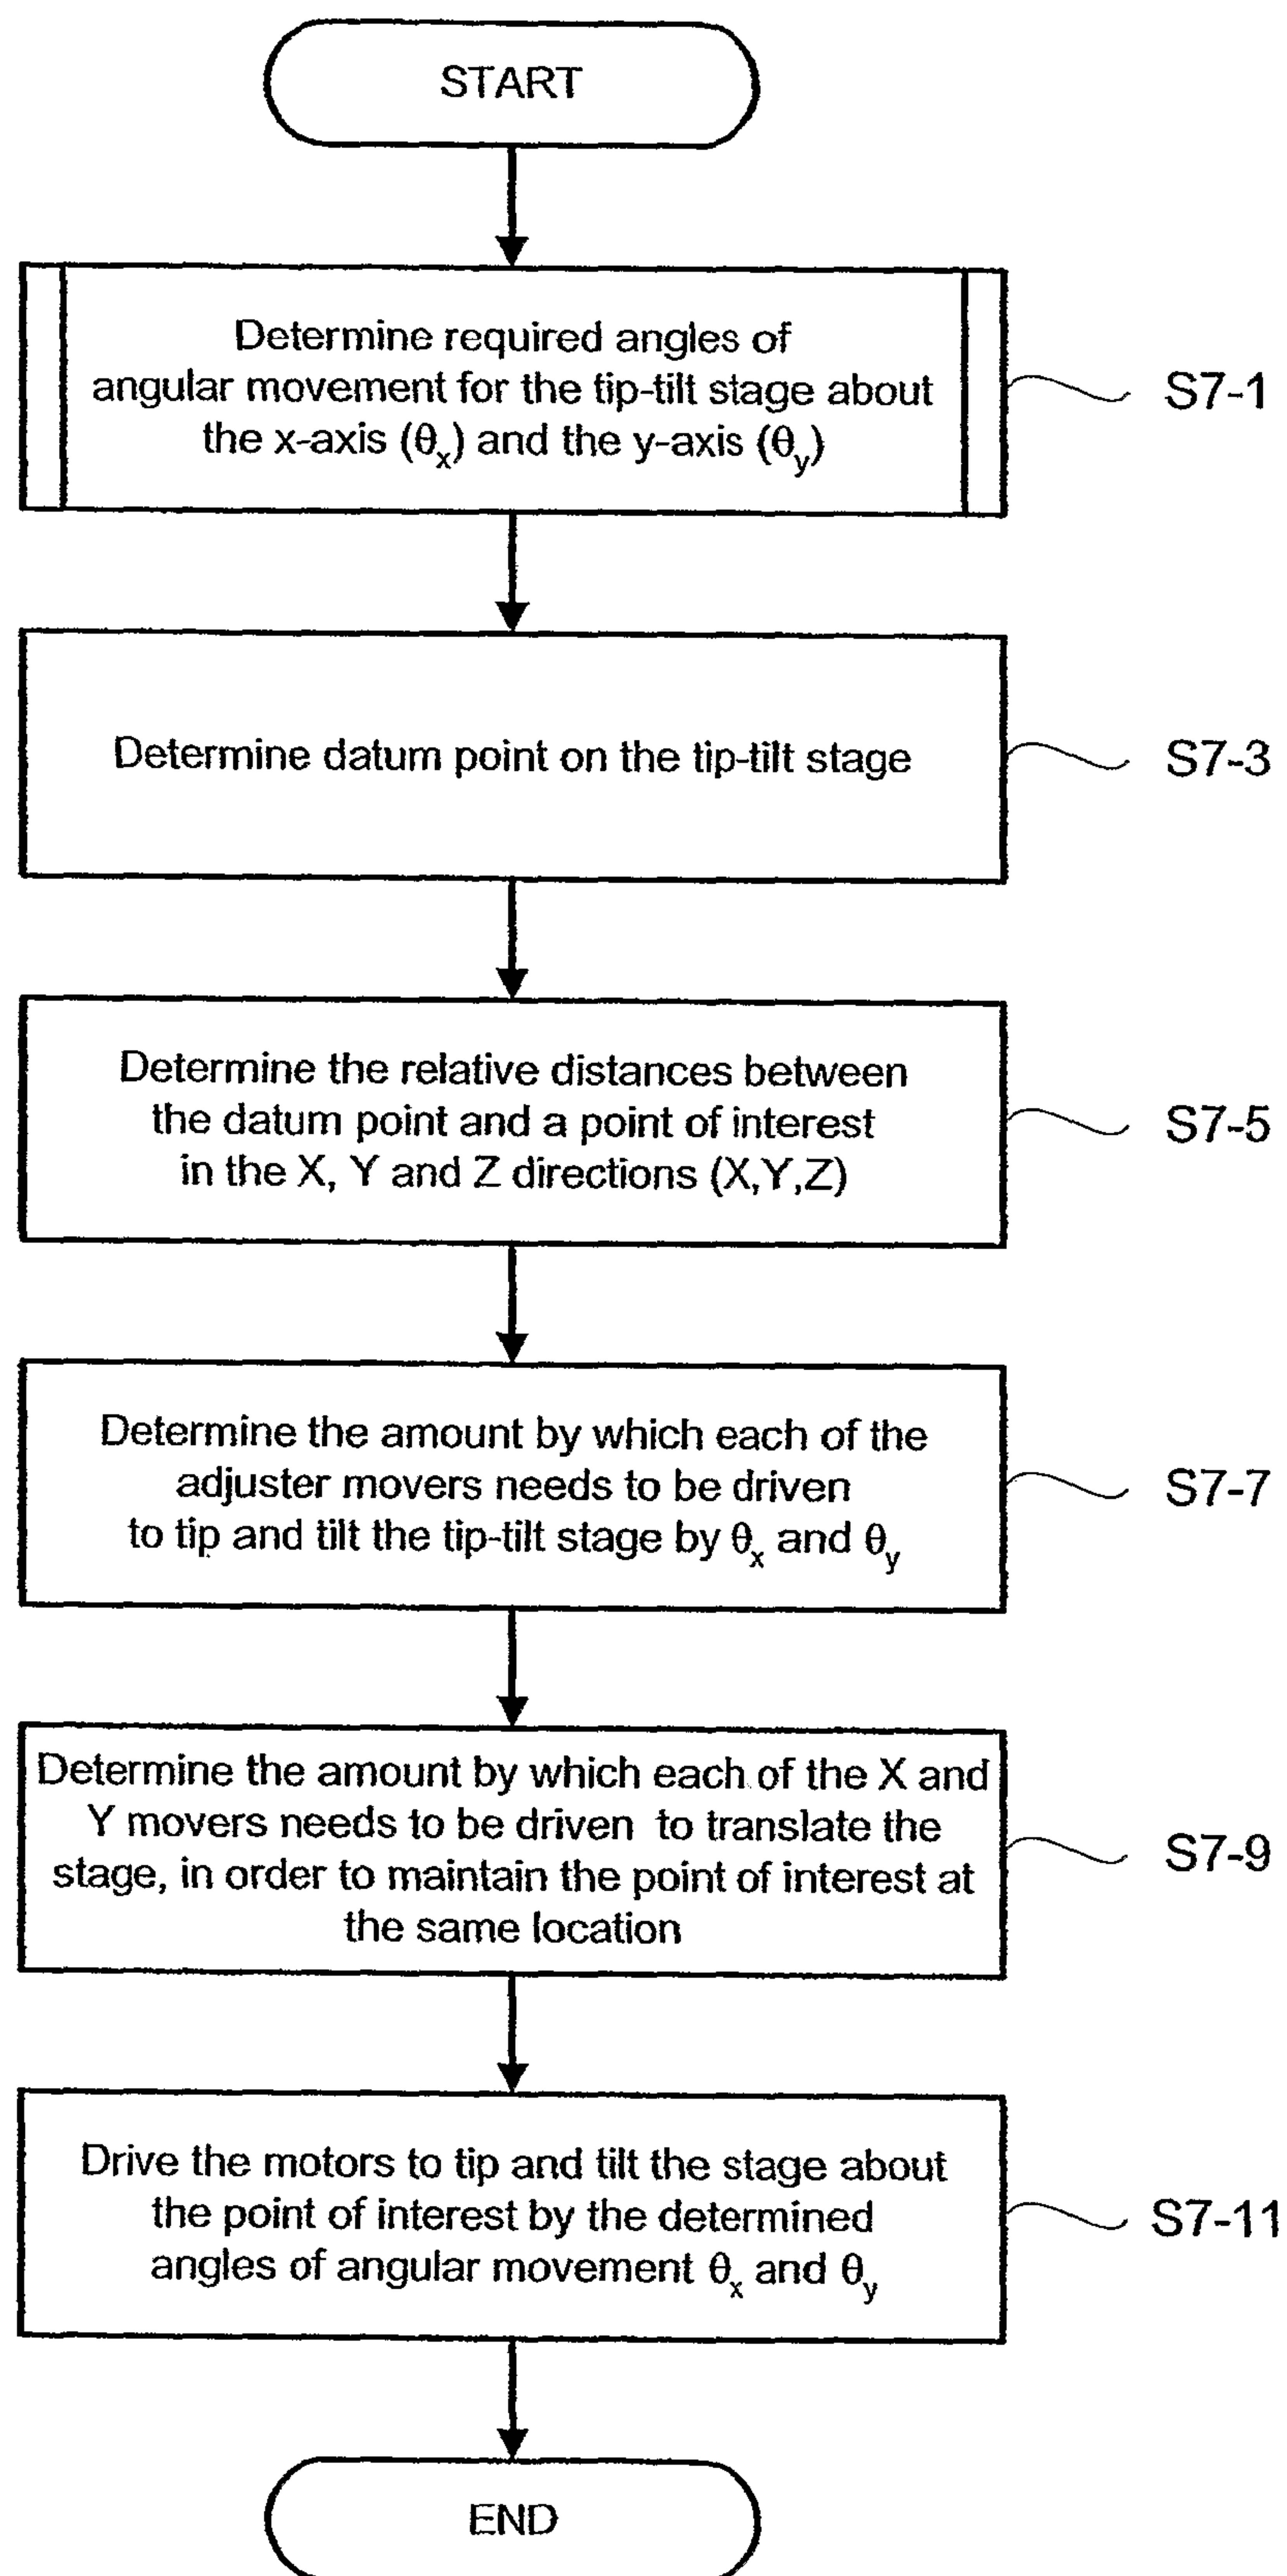 START
Determine required angles of
angular movement for the tip-tilt stage about
the x-axis (θx) and the y-axis (θy)
S7-1
Determine datum point on the tip-tilt stage
S7-3
Determine the relative distances between
the datum point and a point of interest
in the X, Y and Z directions (X,Y,Z)
S7-5
Determine the amount by which each of the
adjuster movers needs to be driven
to tip and tilt the tip-tilt stage by θx and θy
S7-7
Determine the amount by which each of the X and
Y movers needs to be driven to translate the
stage, in order to maintain the point of interest at
the same location
S7-9
Drive the motors to tip and tilt the stage about
the point of interest by the determined
angles of angular movement θx and θy
S7-11
END